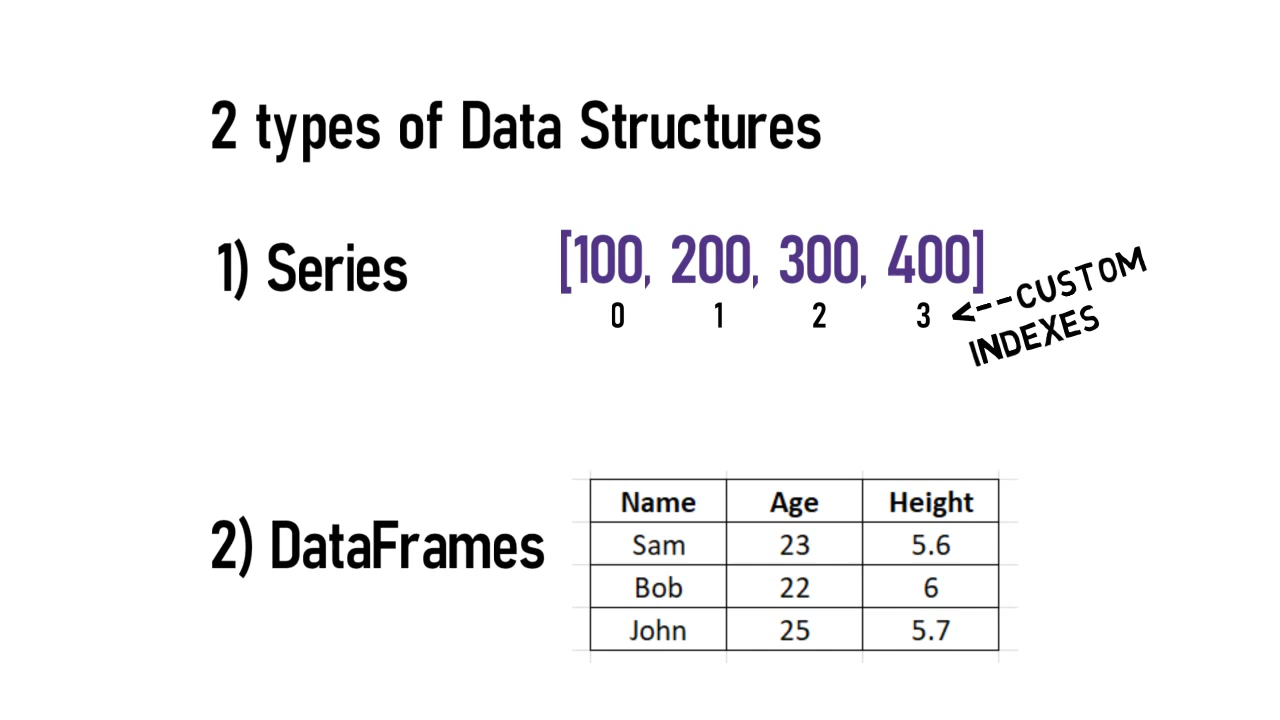 2 types of Data Structures
1) Series [100, 200, 300, 400]
0 1 2 3 <--CUSTOM
INDEXES
2) DataFrames
Name Age Height
Sam 23 5.6
Bob 22 6
John 25 5.7